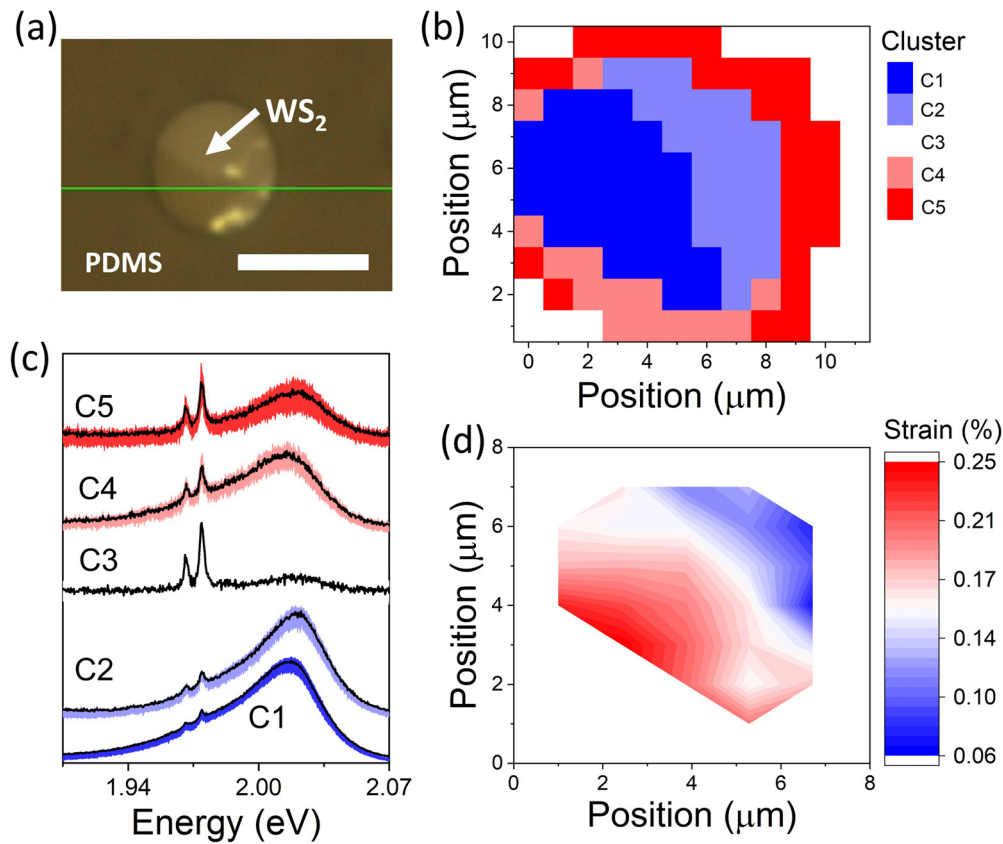 (a)
WS₂
PDMS
(b)
Position (μm)
10
8
6
4
2
0
2
4
6
8
10
Position (μm)
Cluster
C1
C2
C3
C4
C5
(c)
C5
C4
C3
C2
C1
1.94
2.00
2.07
Energy (eV)
(d)
Position (μm)
8
6
4
2
0
0
2
4
6
8
Position (μm)
Strain (%)
0.25
0.21
0.17
0.14
0.10
0.06